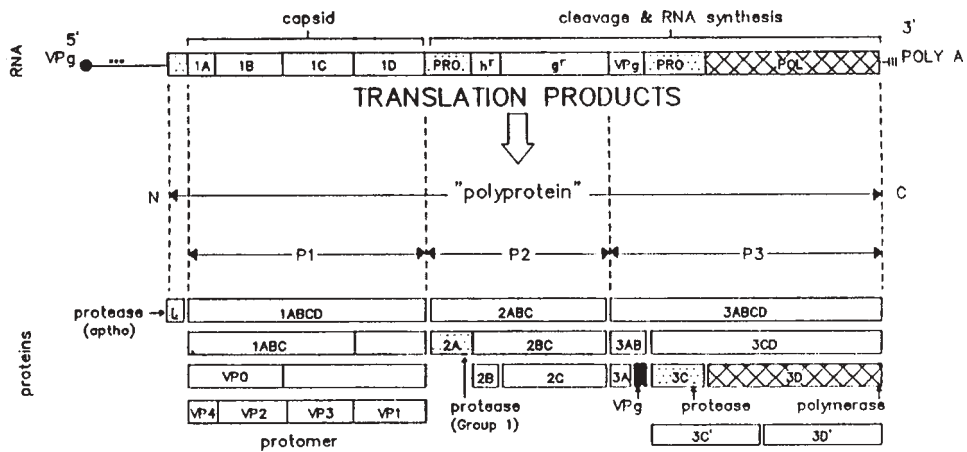 capsid cleavage & RNA synthesis
5' 3'
RNA VPg ... 1A 1B 1C 1D PRO hʳ gʳ VPg PRO POL POLY A
TRANSLATION PRODUCTS
N "polyprotein" C
P1 P2 P3
proteins
protease (aptho) L 1ABCD 2ABC 3ABCD
1ABC 2A 2BC 3AB 3CD
VP0 2B 2C 3A 3C 3D
protease (Group 1) VPg protease polymerase
VP4 VP2 VP3 VP1 3C' 3D'
protomer